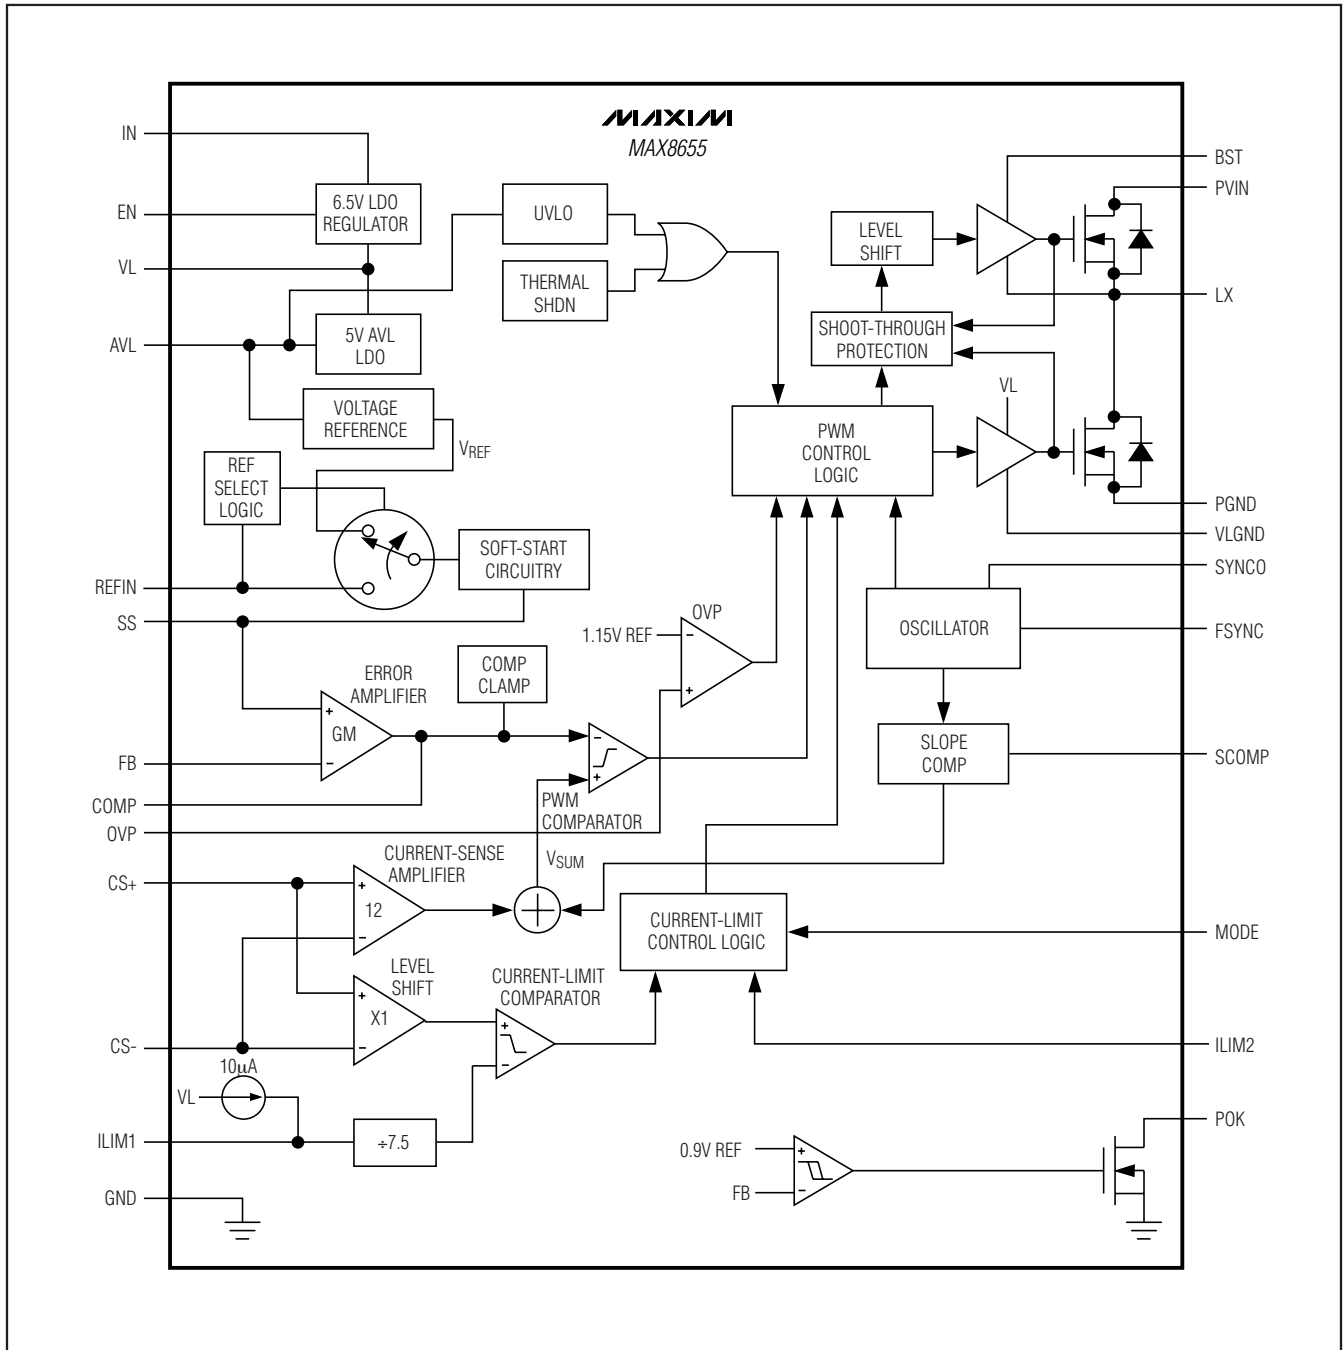 MAXIM
MAX8655
IN
EN
VL
AVL
REFIN
SS
FB
COMP
OVP
CS+
CS-
ILIM1
GND
6.5V LDO
REGULATOR
5V AVL
LDO
VOLTAGE
REFERENCE
VREF
REF
SELECT
LOGIC
SOFT-START
CIRCUITRY
UVLO
THERMAL
SHDN
LEVEL
SHIFT
SHOOT-THROUGH
PROTECTION
VL
PWM
CONTROL
LOGIC
OVP
1.15V REF
-
+
OSCILLATOR
SLOPE
COMP
ERROR
AMPLIFIER
+
GM
-
COMP
CLAMP
-
+
PWM
COMPARATOR
VSUM
CURRENT-SENSE
AMPLIFIER
+
12
-
LEVEL
SHIFT
+
X1
-
CURRENT-LIMIT
COMPARATOR
+
-
CURRENT-LIMIT
CONTROL LOGIC
10μA
VL
÷7.5
0.9V REF
+
FB
-
BST
PVIN
LX
PGND
VLGND
SYNCO
FSYNC
SCOMP
MODE
ILIM2
POK